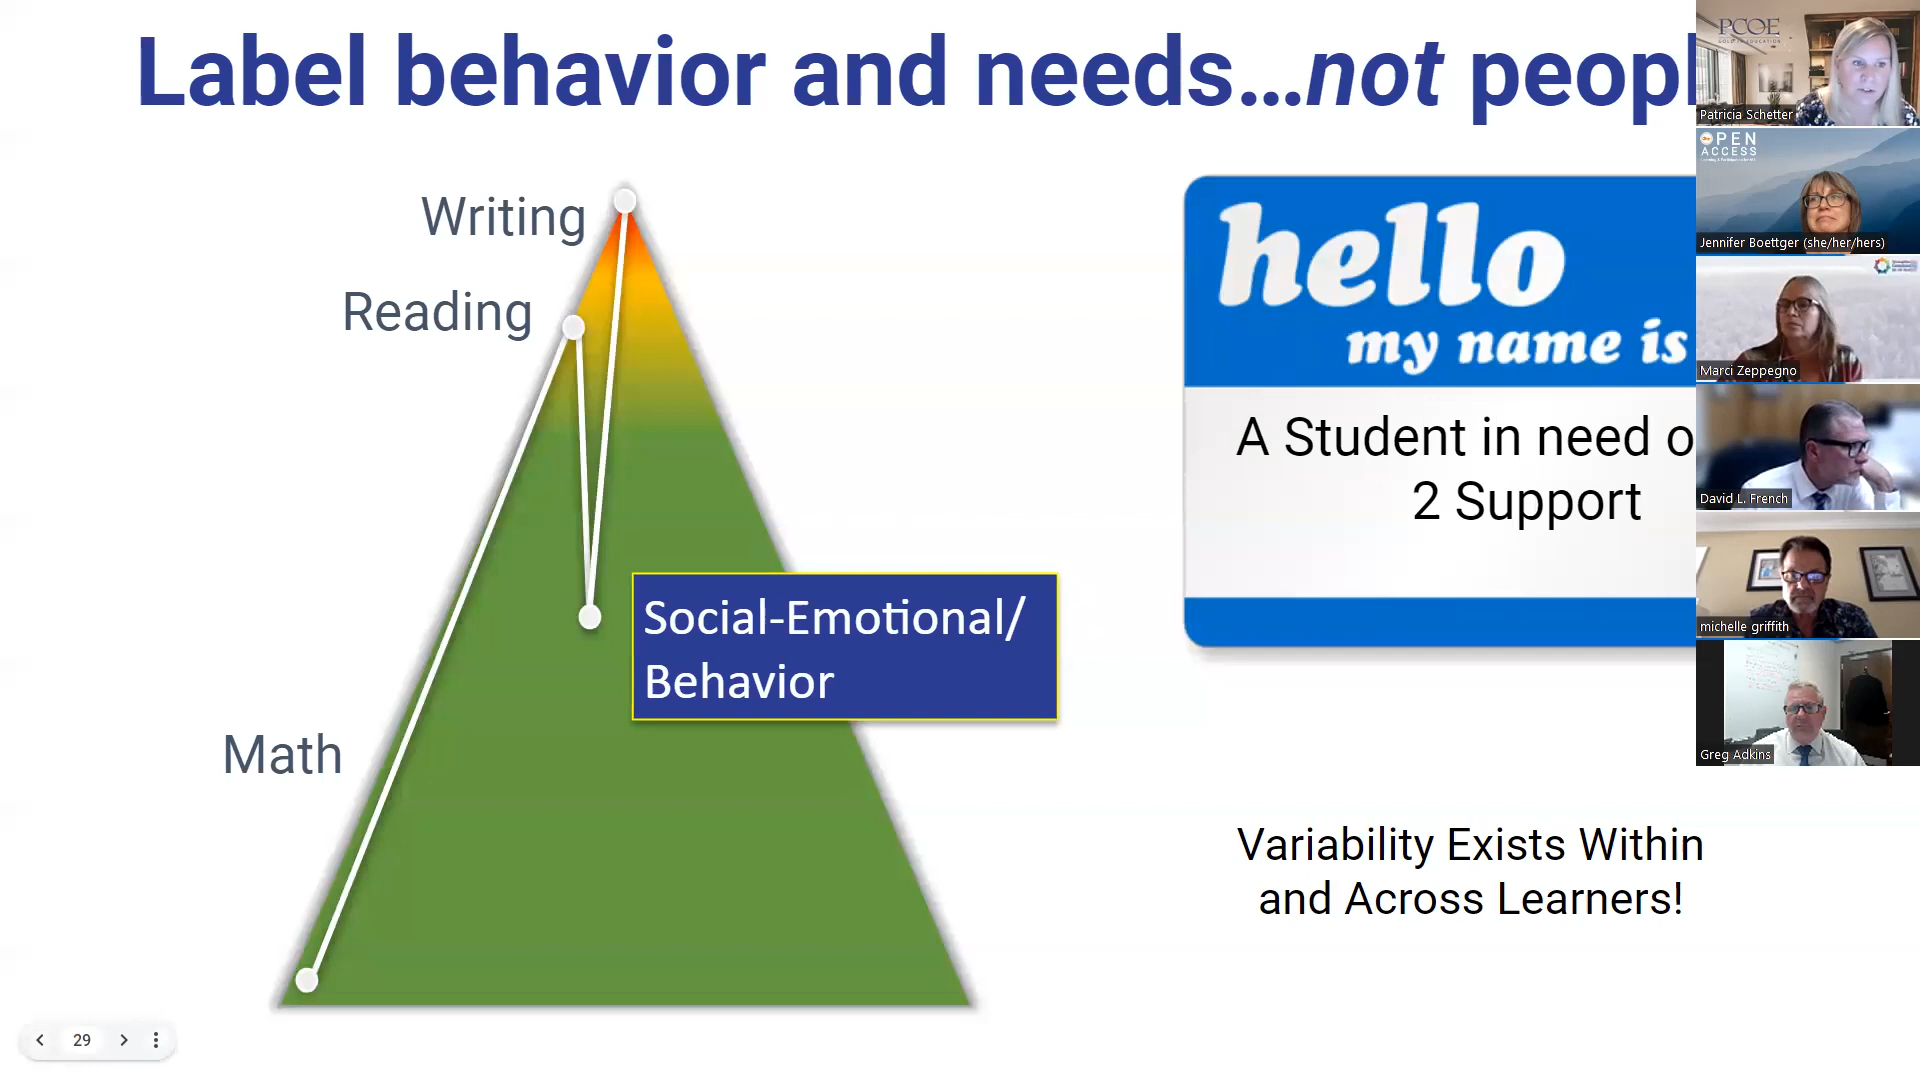 Label behavior and needs...not peopl
Writing
Reading
Math
Social-Emotional/
Behavior
hello
my name is
A Student in need o
2 Support
Variability Exists Within
and Across Learners!
29
PCOE
Patricia Schetter
OPEN
ACCESS
Jennifer Boettger (she/her/hers)
Marci Zeppegno
David L. French
michelle griffith
Greg Adkins